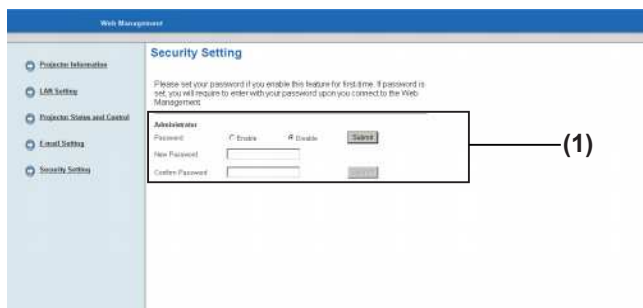 Web Management
Projector Information
LAN Setting
Projector Status and Control
E-mail Setting
Security Setting
Security Setting
Please set your password if you enable this feature for first time. If password is
set, you will require to enter with your password upon you connect to the Web
Management.
Administrator
Password
Enable
Disable
Submit
New Password
Confirm Password
(1)